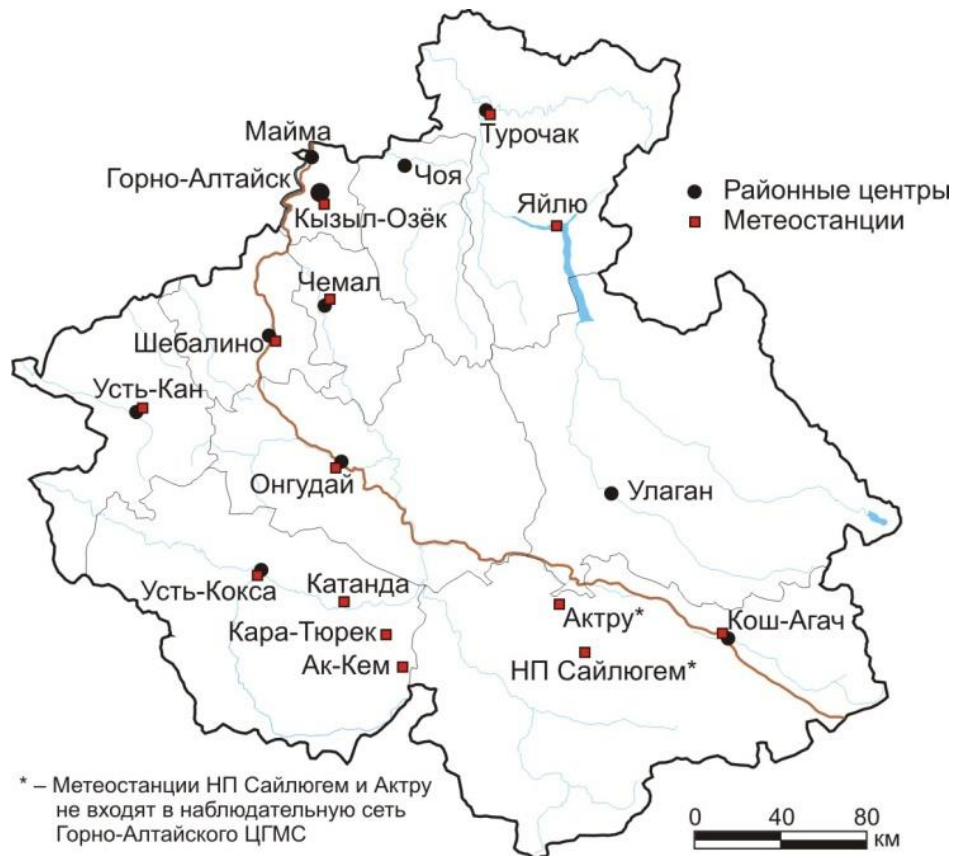 Турочак
Майма
Горно-Алтайск
Чоя
Кызыл-Озёк
Яйлю
Районные центры
Метеостанции
Чемал
Шебалино
Усть-Кан
Онгудай
Улаган
Усть-Кокса
Катанда
Кара-Тюрек
Ак-Кем
Актру*
Кош-Агач
НП Сайлюгем*
* – Метеостанции НП Сайлюгем и Актру
не входят в наблюдательную сеть
Горно-Алтайского ЦГМС
0 40 80
км